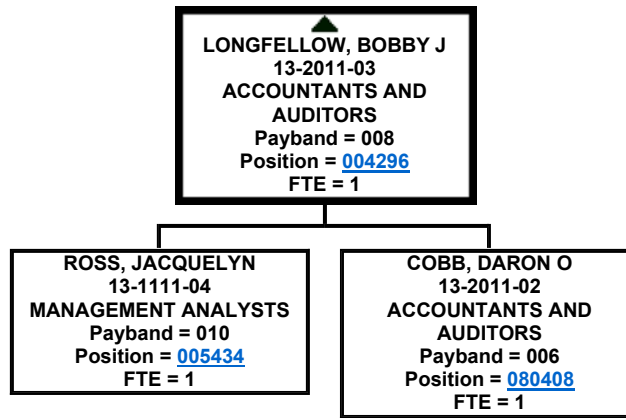 LONGFELLOW, BOBBY J
13-2011-03
ACCOUNTANTS AND
AUDITORS
Payband = 008
Position = 004296
FTE = 1
ROSS, JACQUELYN
13-1111-04
MANAGEMENT ANALYSTS
Payband = 010
Position = 005434
FTE = 1
COBB, DARON O
13-2011-02
ACCOUNTANTS AND
AUDITORS
Payband = 006
Position = 080408
FTE = 1